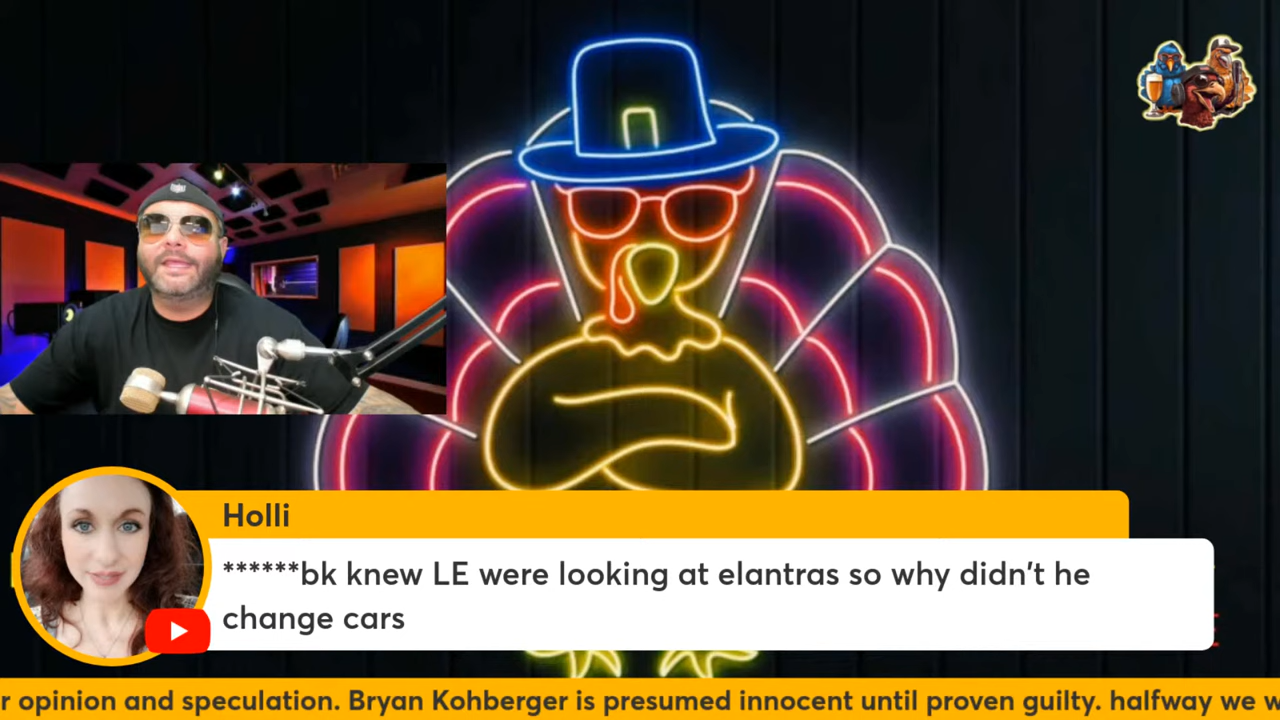 Holli
******bk knew LE were looking at elantras so why didn't he
change cars
r opinion and speculation. Bryan Kohberger is presumed innocent until proven guilty. halfway we w